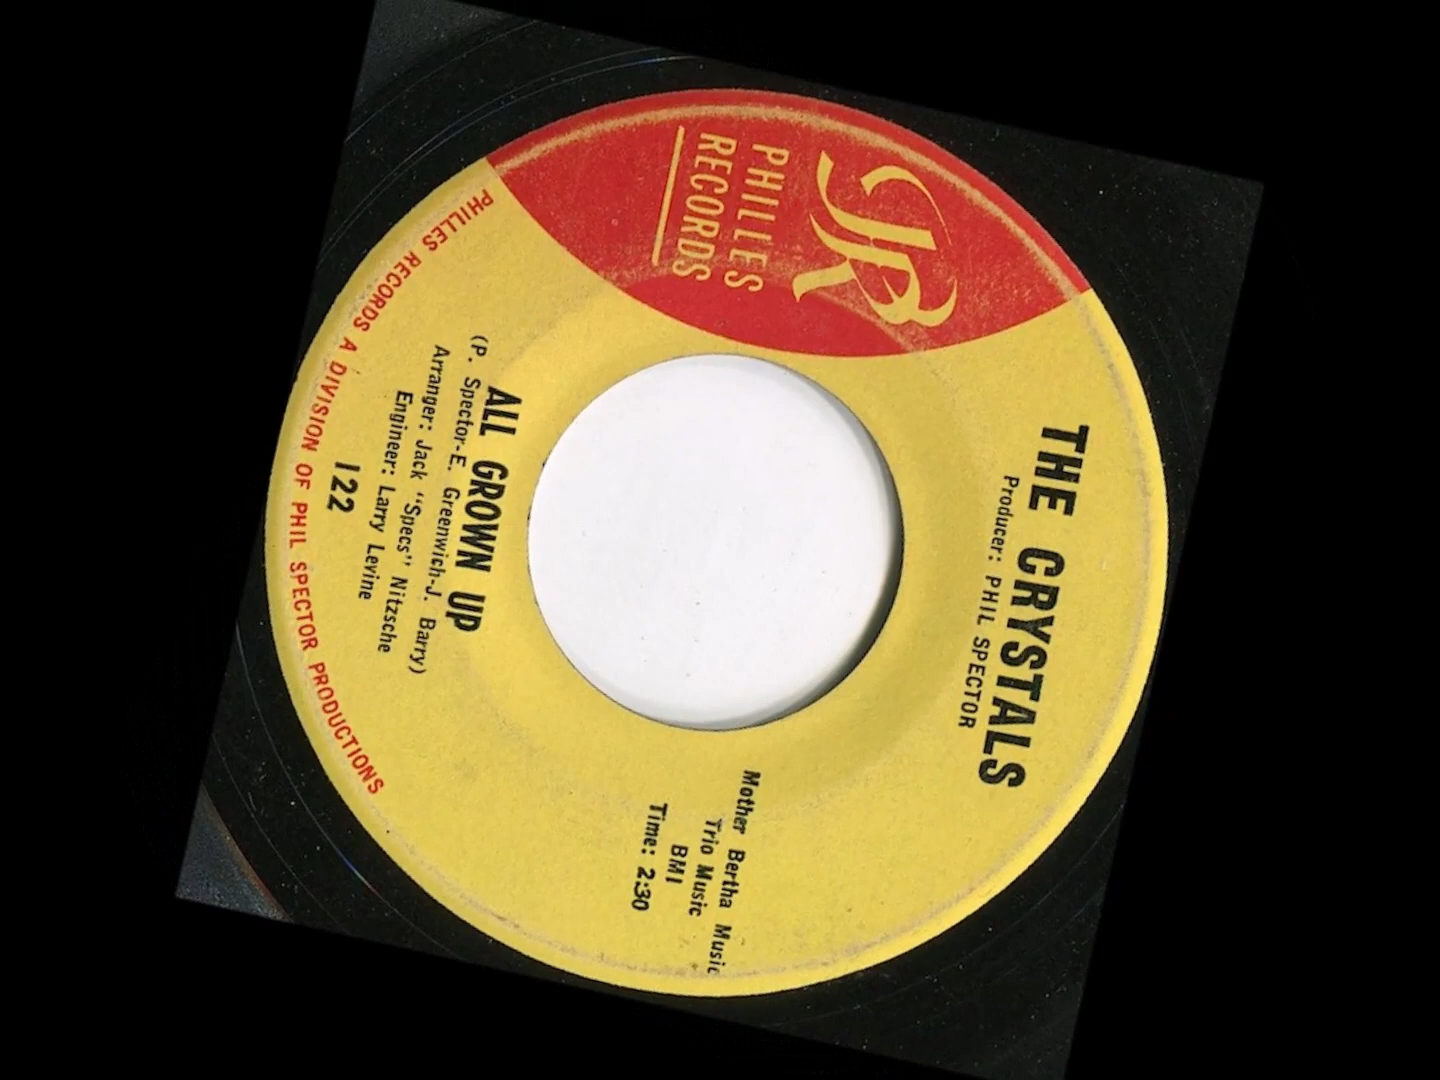 THE CRYSTALS
Producer: PHIL SPECTOR
PR
PHILLES
RECORDS
Mother Bertha Music
Trio Music
BMI
Time: 2:30
ALL GROWN UP
(P. Spector-E. Greenwich-J. Barry)
Arranger: Jack "Specs" Nitzsche
Engineer: Larry Levine
122
PHILLES RECORDS A DIVISION OF PHIL SPECTOR PRODUCTIONS